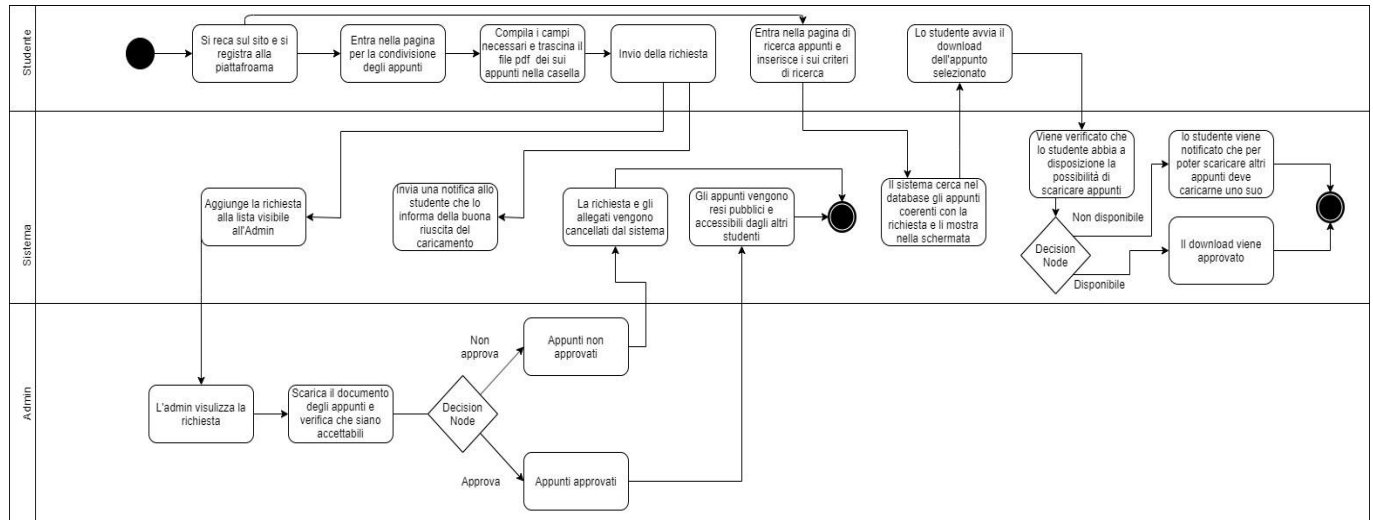 Studente
Si reca sul sito e si
registra alla
piattafroama
Entra nella pagina
per la condivisione
degli appunti
Compila i campi
necessari e trascina il
file pdf dei sui
appunti nella casella
Invio della richiesta
Entra nella pagina di
ricerca appunti e
inserisce i sui criteri
di ricerca
Lo studente avvia il
download
dell'appunto
selezionato
Sistema
Aggiunge la richiesta
alla lista visibile
all'Admin
Invia una notifica allo
studente che lo
informa della buona
riuscita del
caricamento
La richiesta e gli
allegati vengono
cancellati dal sistema
Gli appunti vengono
resi pubblici e
accessibili dagli altri
studenti
Il sistema cerca nel
database gli appunti
coerenti con la
richiesta e li mostra
nella schermata
Viene verificato che
lo studente abbia a
disposizione la
possibilità di
scaricare appunti
lo studente viene
notificato che per
poter scaricare altri
appunti deve
caricarne uno suo
Non disponibile
Decision
Node
Disponibile
Il download viene
approvato
Admin
L'admin visulizza la
richiesta
Scarica il documento
degli appunti e
verifica che siano
accettabili
Decision
Node
Non
approva
Appunti non
approvati
Approva
Appunti approvati